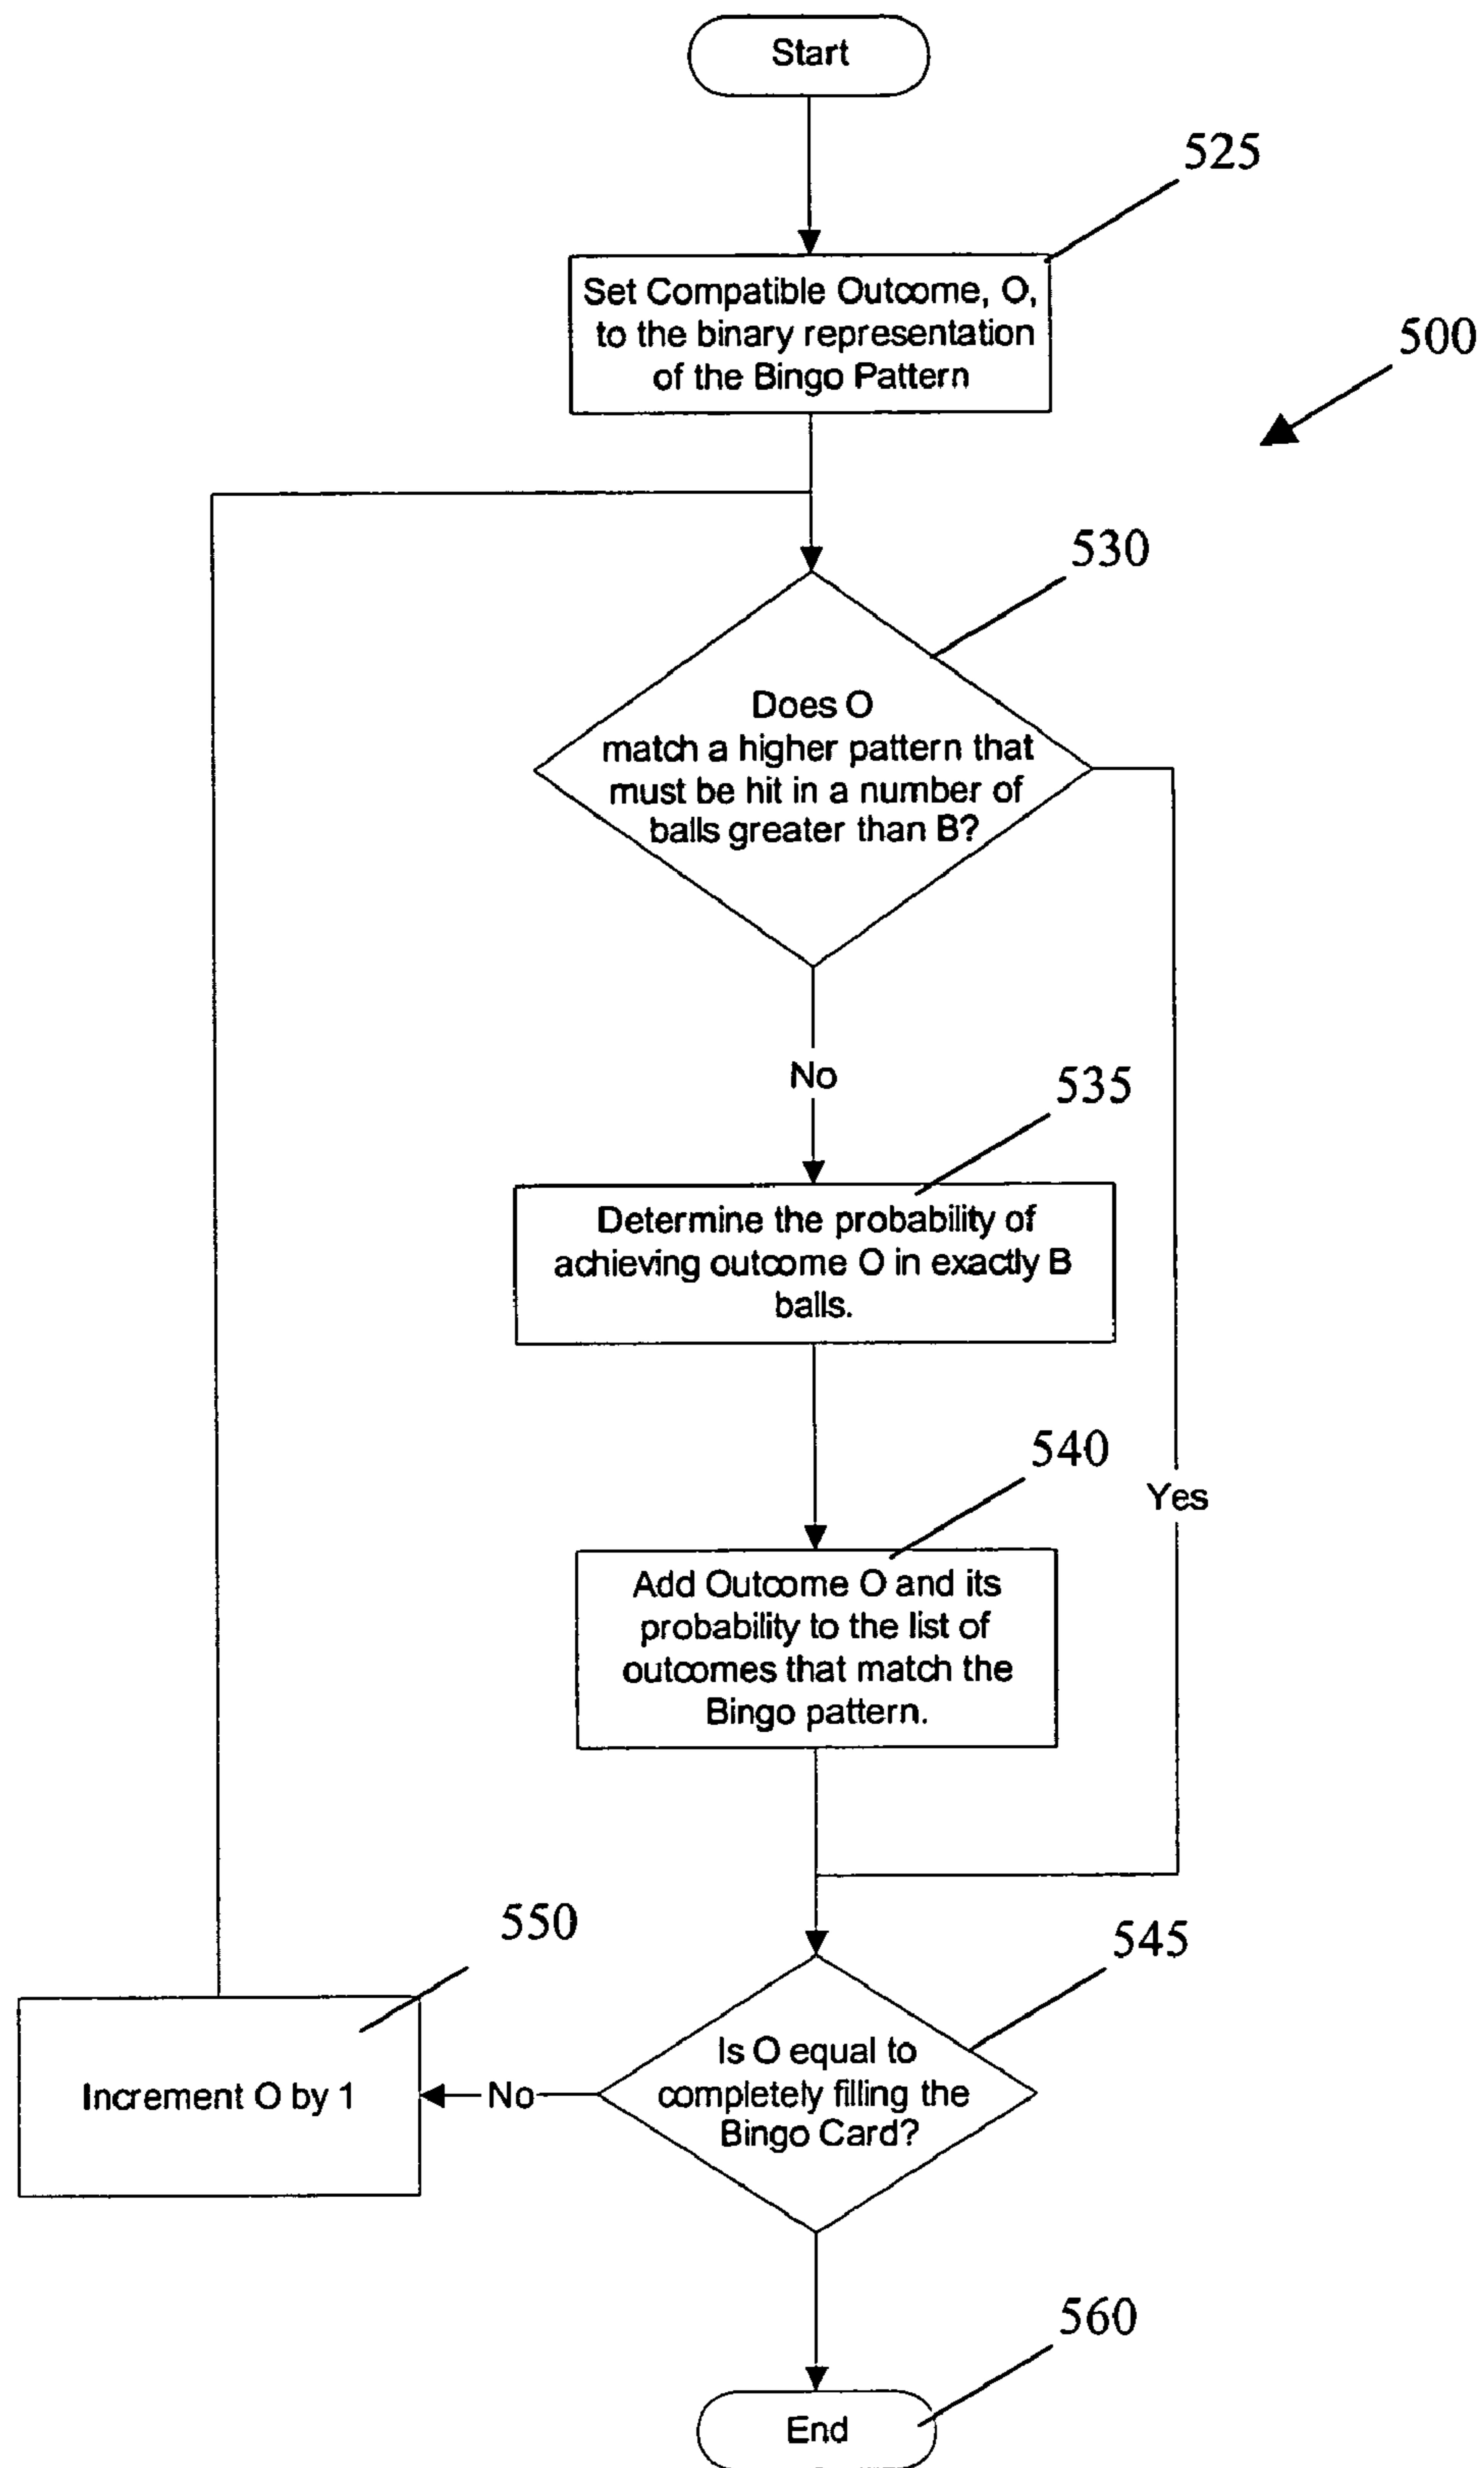 Start
525
Set Compatible Outcome, O,
to the binary representation
of the Bingo Pattern
500
530
Does O
match a higher pattern that
must be hit in a number of
balls greater than B?
No
535
Determine the probability of
achieving outcome O in exactly B
balls.
540
Yes
Add Outcome O and its
probability to the list of
outcomes that match the
Bingo pattern.
550
545
Is O equal to
completely filling the
Bingo Card?
No
Increment O by 1
560
End